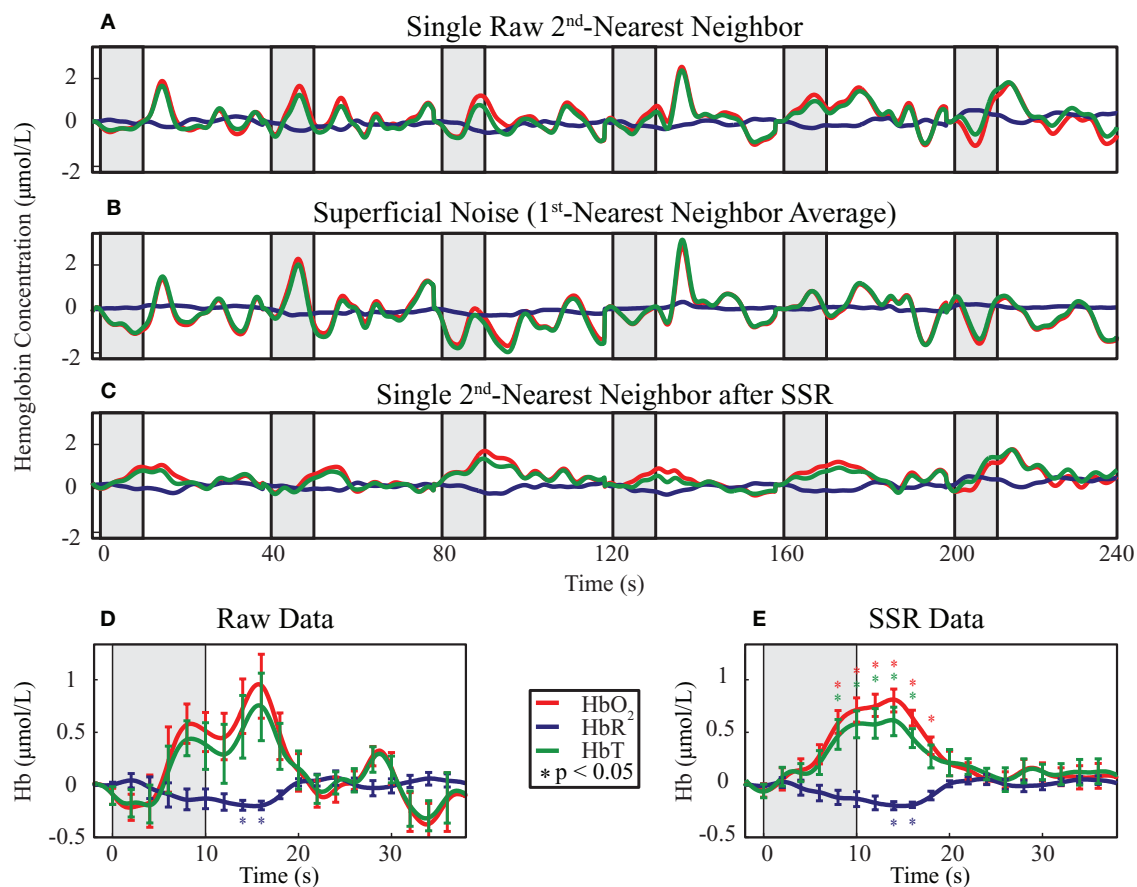 A
Single Raw 2nd-Nearest Neighbor
2
0
-2
B
Superficial Noise (1st-Nearest Neighbor Average)
2
0
-2
C
Single 2nd-Nearest Neighbor after SSR
2
0
-2
Hemoglobin Concentration (μmol/L)
0 40 80 120 160 200 240
Time (s)
D
Raw Data
1
0.5
0
-0.5
Hb (μmol/L)
* *
0 10 20 30
Time (s)
HbO2
HbR
HbT
* p < 0.05
E
SSR Data
1
0.5
0
-0.5
Hb (μmol/L)
* * * * *
* * * * *
*
* *
0 10 20 30
Time (s)